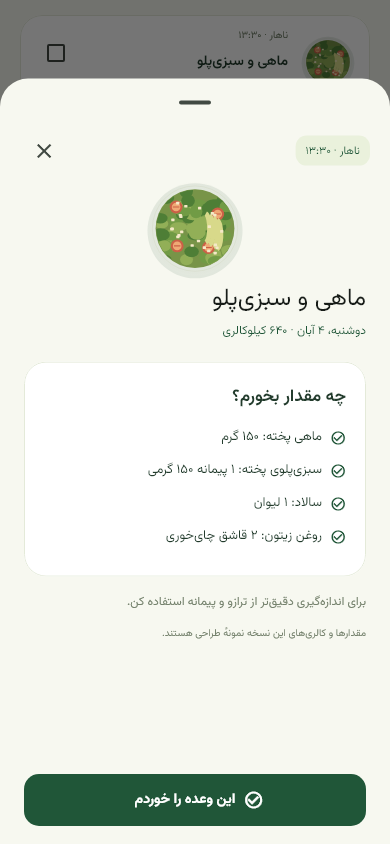 ناهار · ۱۳:۳۰
ماهی و سبزی‌پلو
ناهار · ۱۳:۳۰
ماهی و سبزی‌پلو
دوشنبه، ۴ آبان · ۶۴۰ کیلوکالری
چه مقدار بخورم؟
ماهی پخته: ۱۵۰ گرم
سبزی‌پلوی پخته: ۱ پیمانه ۱۵۰ گرمی
سالاد: ۱ لیوان
روغن زیتون: ۲ قاشق چای‌خوری
برای اندازه‌گیری دقیق‌تر از ترازو و پیمانه استفاده کن.
مقدارها و کالری‌های این نسخه نمونهٔ طراحی هستند.
این وعده را خوردم